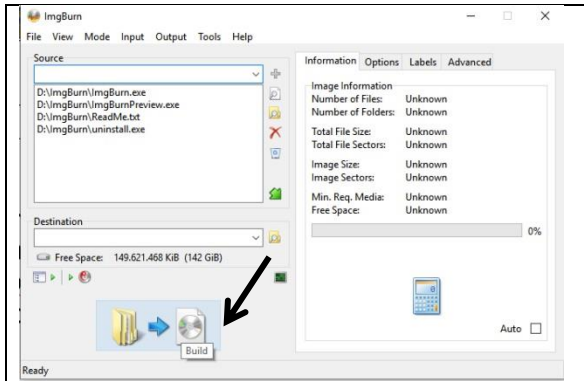 ImgBurn
File View Mode Input Output Tools Help
Source
D:\ImgBurn\ImgBurn.exe
D:\ImgBurn\ImgBurnPreview.exe
D:\ImgBurn\ReadMe.txt
D:\ImgBurn\uninstall.exe
Destination
Free Space: 149.621.468 KiB (142 GiB)
Build
Information Options Labels Advanced
Image Information
Number of Files: Unknown
Number of Folders: Unknown
Total File Size: Unknown
Total File Sectors: Unknown
Image Size: Unknown
Image Sectors: Unknown
Min. Req. Media: Unknown
Free Space: Unknown
0%
Auto
Ready